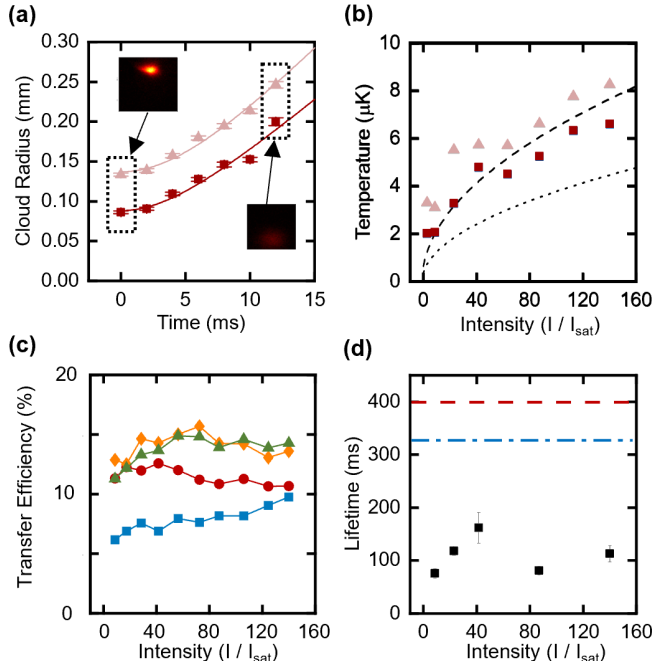 (a)
0.30
0.25
0.20
0.15
0.10
0.05
0.00
Cloud Radius (mm)
0 5 10 15
Time (ms)
(b)
10
8
6
4
2
0
Temperature (µK)
0 40 80 120 160
Intensity (I / Isat)
(c)
20
10
0
Transfer Efficiency (%)
0 40 80 120 160
Intensity (I / Isat)
(d)
400
300
200
100
0
Lifetime (ms)
0 40 80 120 160
Intensity (I / Isat)